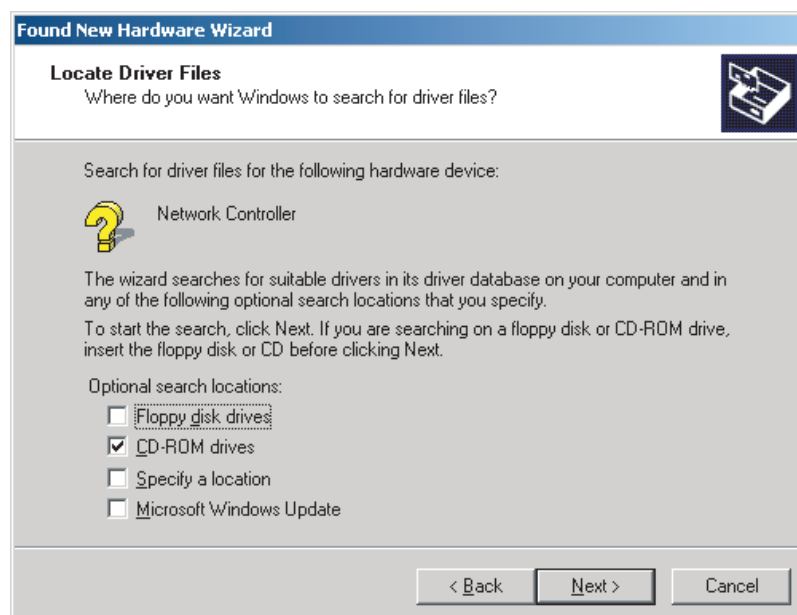 Found New Hardware Wizard
Locate Driver Files
Where do you want Windows to search for driver files?
Search for driver files for the following hardware device:
Network Controller
The wizard searches for suitable drivers in its driver database on your computer and in
any of the following optional search locations that you specify.
To start the search, click Next. If you are searching on a floppy disk or CD-ROM drive,
insert the floppy disk or CD before clicking Next.
Optional search locations:
Floppy disk drives
CD-ROM drives
Specify a location
Microsoft Windows Update
< Back Next > Cancel